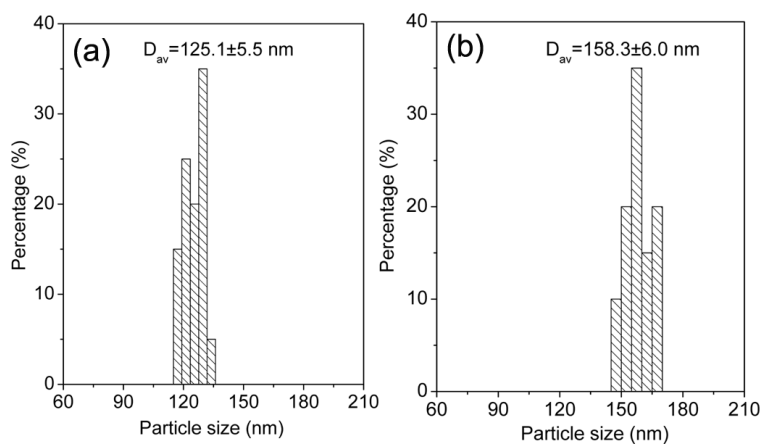 (a)
D_av=125.1±5.5 nm
40
30
20
10
0
Percentage (%)
60 90 120 150 180 210
Particle size (nm)
(b)
D_av=158.3±6.0 nm
40
30
20
10
0
Percentage (%)
60 90 120 150 180 210
Particle size (nm)